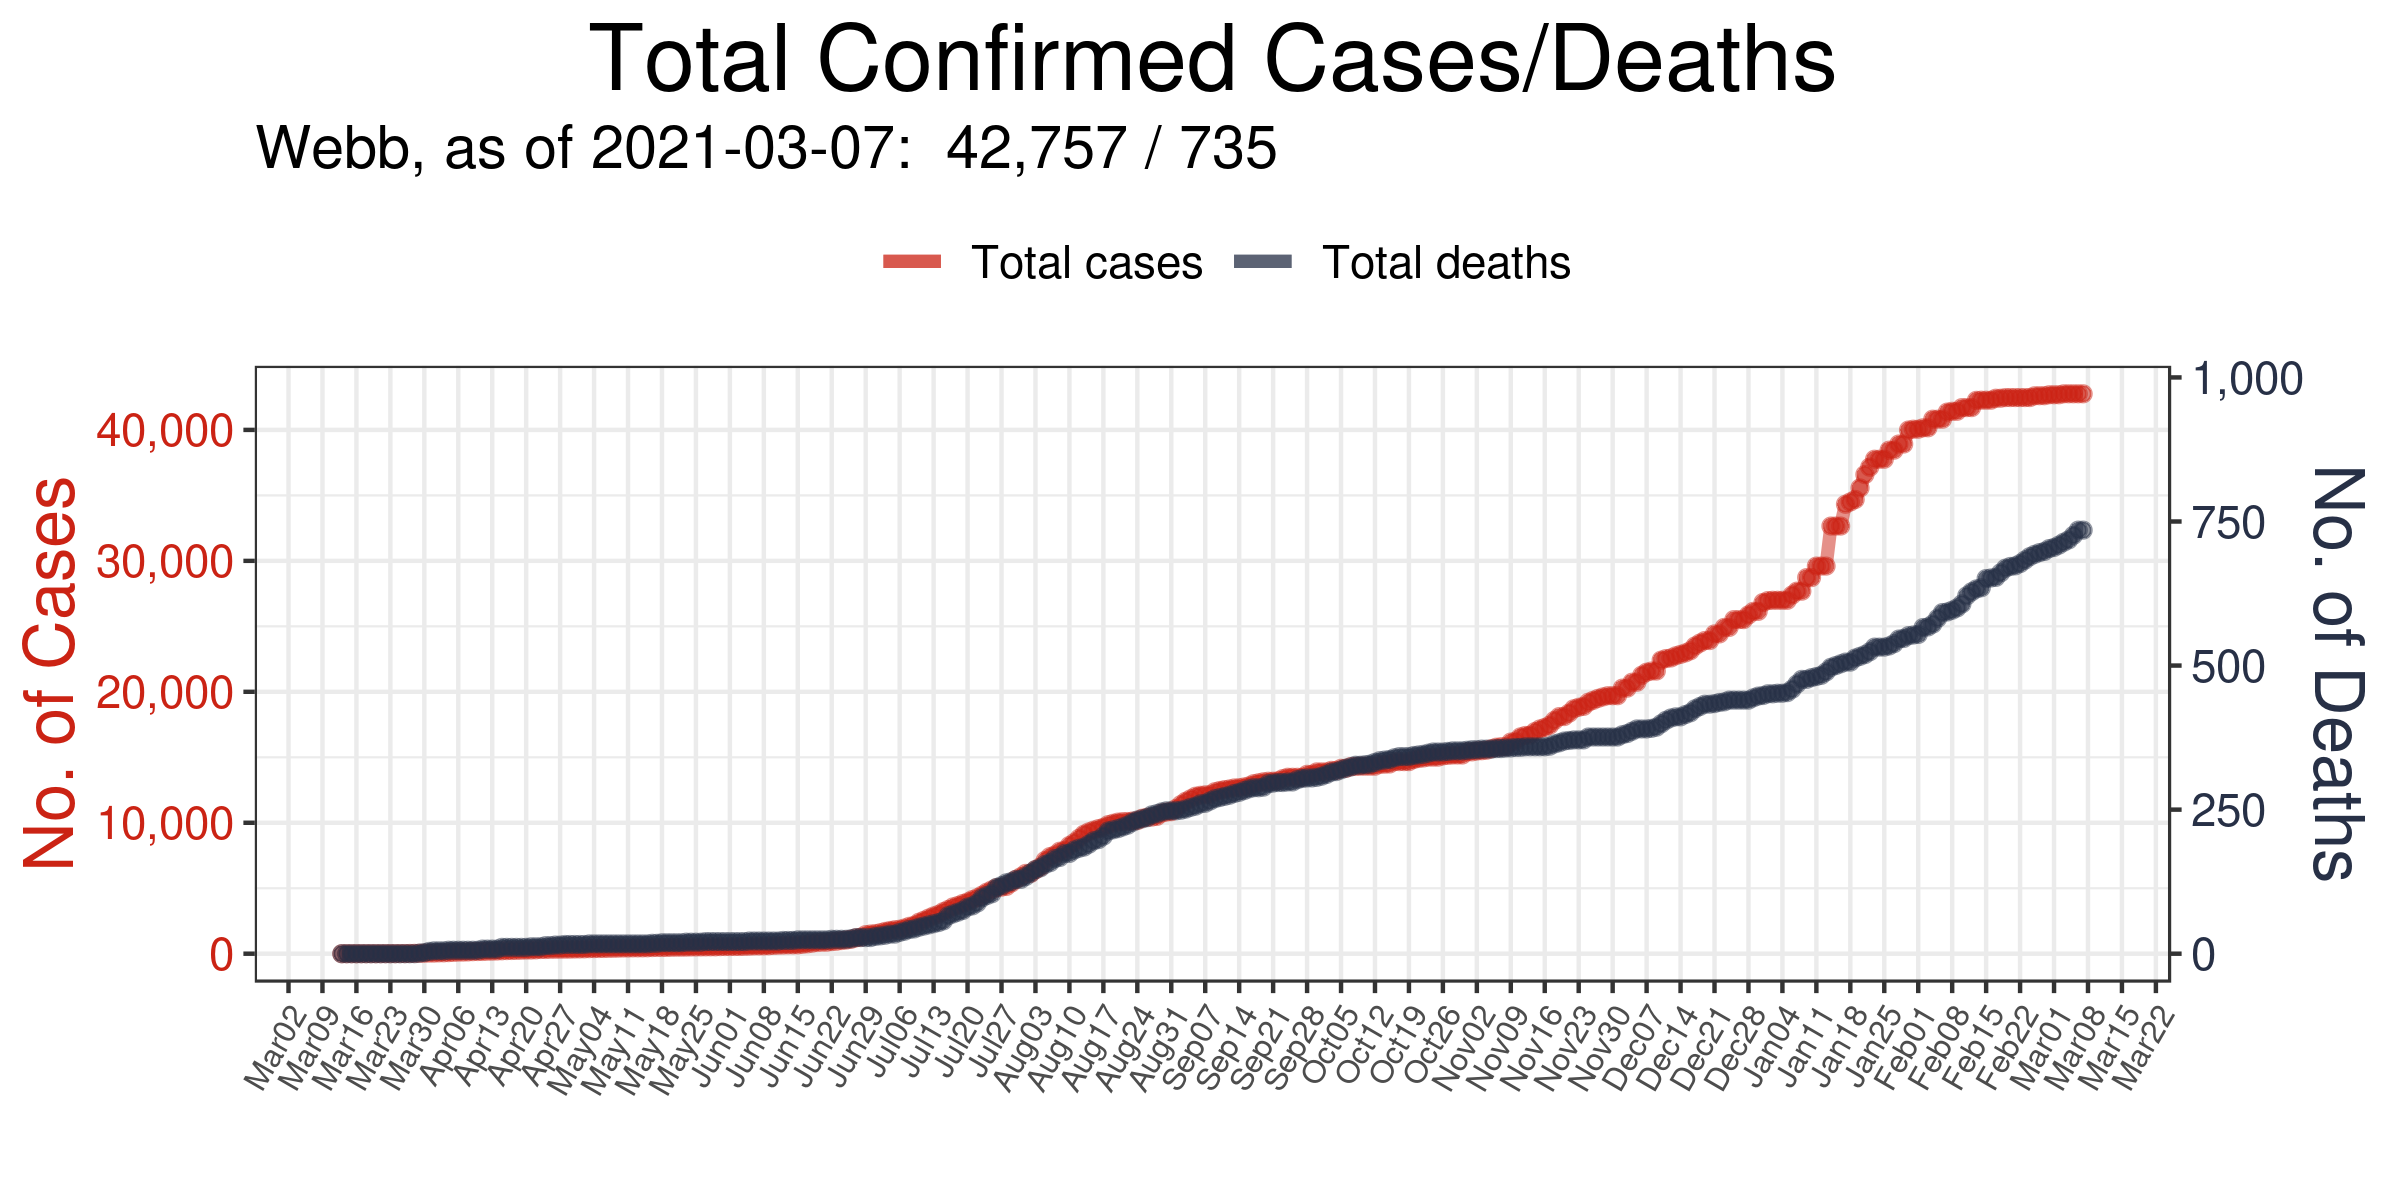 Total Confirmed Cases/Deaths
Webb, as of 2021-03-07: 42,757 / 735
Total cases
Total deaths
No. of Cases
40,000
30,000
20,000
10,000
0
1,000
750
500
250
0
No. of Deaths
Mar02
Mar09
Mar16
Mar23
Mar30
Apr06
Apr13
Apr20
Apr27
May04
May11
May18
May25
Jun01
Jun08
Jun15
Jun22
Jun29
Jul06
Jul13
Jul20
Jul27
Aug03
Aug10
Aug17
Aug24
Aug31
Sep07
Sep14
Sep21
Sep28
Oct05
Oct12
Oct19
Oct26
Nov02
Nov09
Nov16
Nov23
Nov30
Dec07
Dec14
Dec21
Dec28
Jan04
Jan11
Jan18
Jan25
Feb01
Feb08
Feb15
Feb22
Mar01
Mar08
Mar15
Mar22